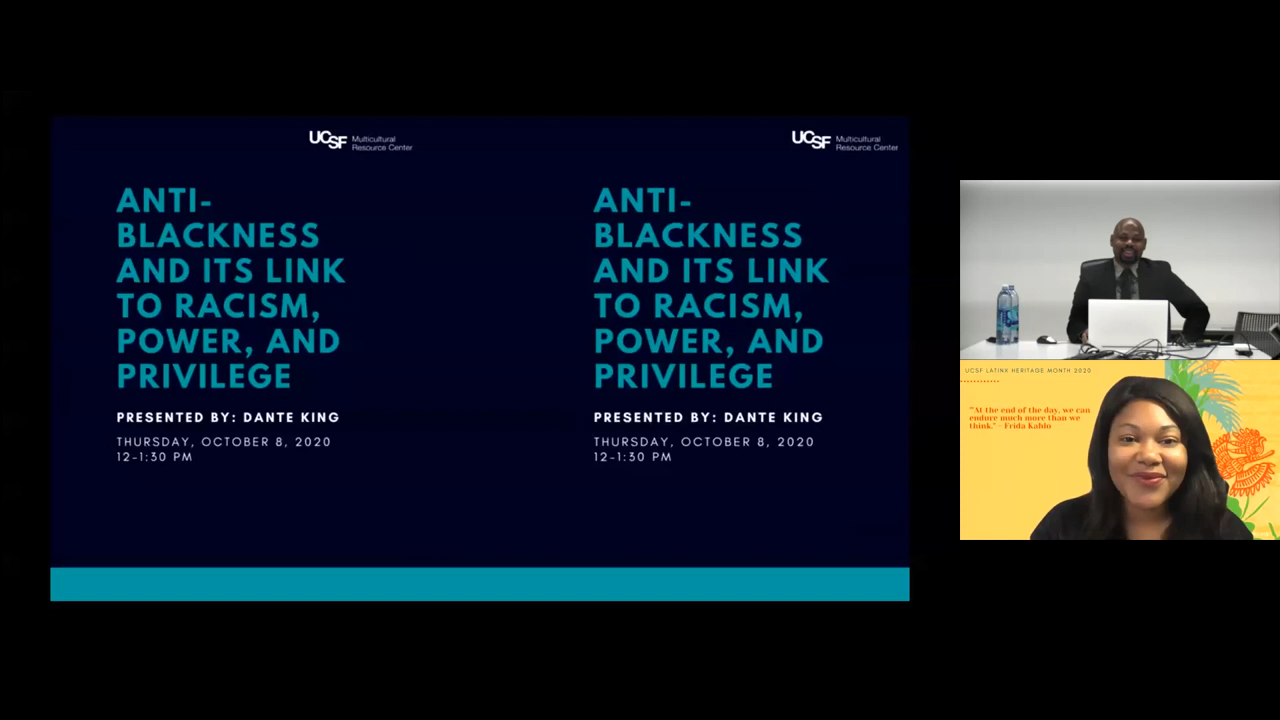 UCSF Multicultural
Resource Center
ANTI-
BLACKNESS
AND ITS LINK
TO RACISM,
POWER, AND
PRIVILEGE
PRESENTED BY: DANTE KING
THURSDAY, OCTOBER 8, 2020
12-1:30 PM
UCSF Multicultural
Resource Center
ANTI-
BLACKNESS
AND ITS LINK
TO RACISM,
POWER, AND
PRIVILEGE
PRESENTED BY: DANTE KING
THURSDAY, OCTOBER 8, 2020
12-1:30 PM
UCSF LATINX HERITAGE MONTH 2020
"At the end of the day, we can
endure much more than we
think." - Frida Kahlo